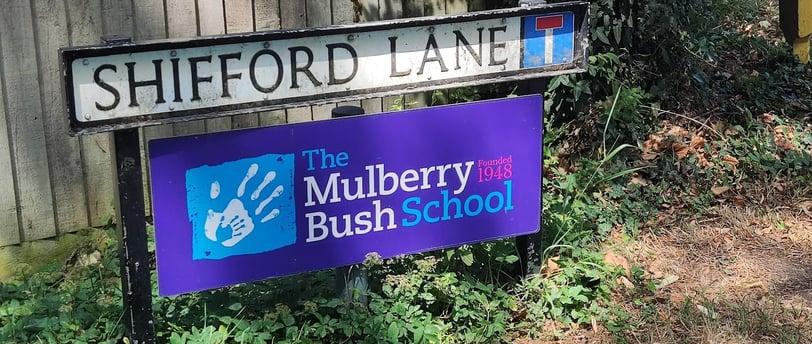 SHIFFORD LANE
The
Mulberry
Founded
1948
Bush School